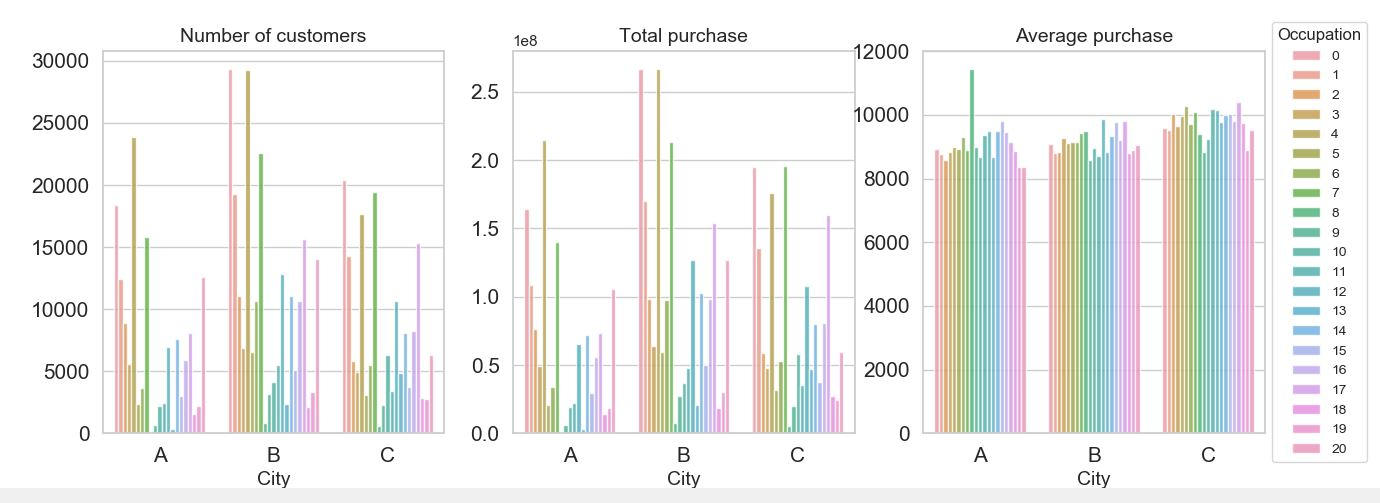 Number of customers
30000
25000
20000
15000
10000
5000
0
A
B
C
City
1e8
Total purchase
2.5
2.0
1.5
1.0
0.5
0.0
A
B
C
City
Average purchase
12000
10000
8000
6000
4000
2000
0
A
B
C
City
Occupation
0
1
2
3
4
5
6
7
8
9
10
11
12
13
14
15
16
17
18
19
20